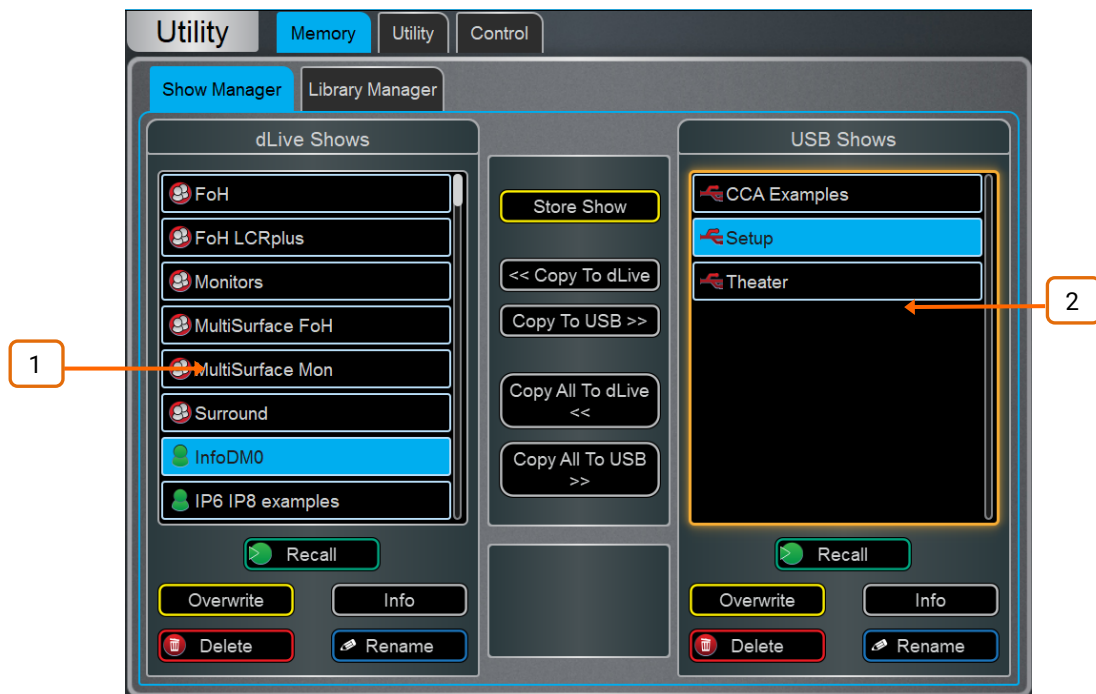 Utility
Memory
Utility
Control
Show Manager
Library Manager
dLive Shows
FoH
FoH LCRplus
Monitors
MultiSurface FoH
MultiSurface Mon
Surround
InfoDM0
IP6 IP8 examples
Recall
Overwrite
Info
Delete
Rename
Store Show
<< Copy To dLive
Copy To USB >>
Copy All To dLive
<<
Copy All To USB
>>
USB Shows
CCA Examples
Setup
Theater
Recall
Overwrite
Info
Delete
Rename
1
2